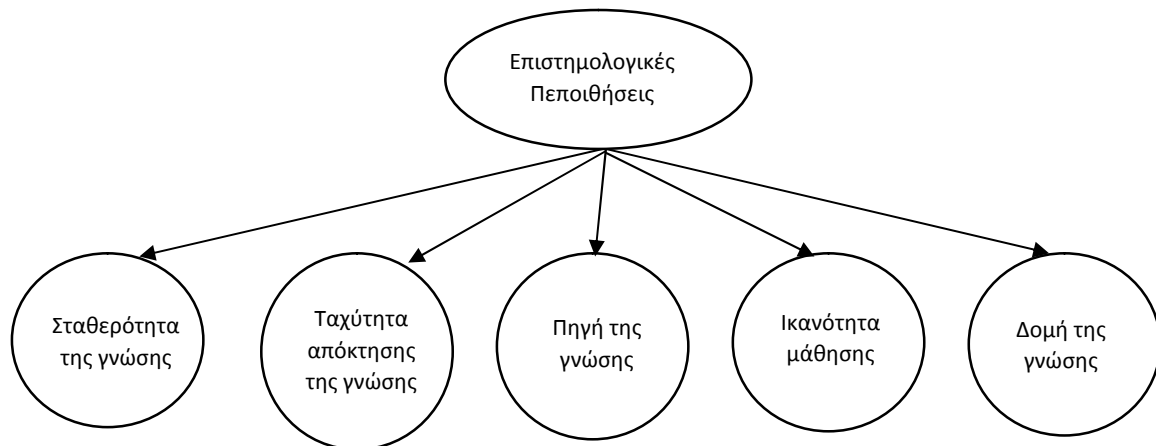 Επιστημολογικές
Πεποιθήσεις
Σταθερότητα
της γνώσης
Ταχύτητα
απόκτησης
της γνώσης
Πηγή της
γνώσης
Ικανότητα
μάθησης
Δομή της
γνώσης